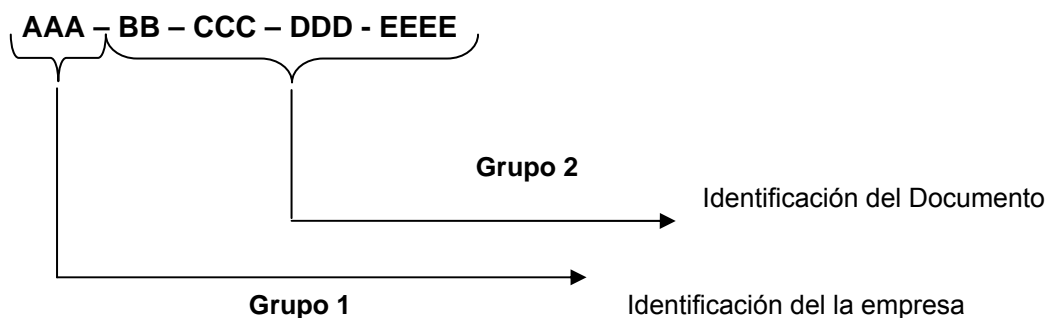 AAA – BB – CCC – DDD - EEEE
Grupo 2
Identificación del Documento
Grupo 1
Identificación del la empresa